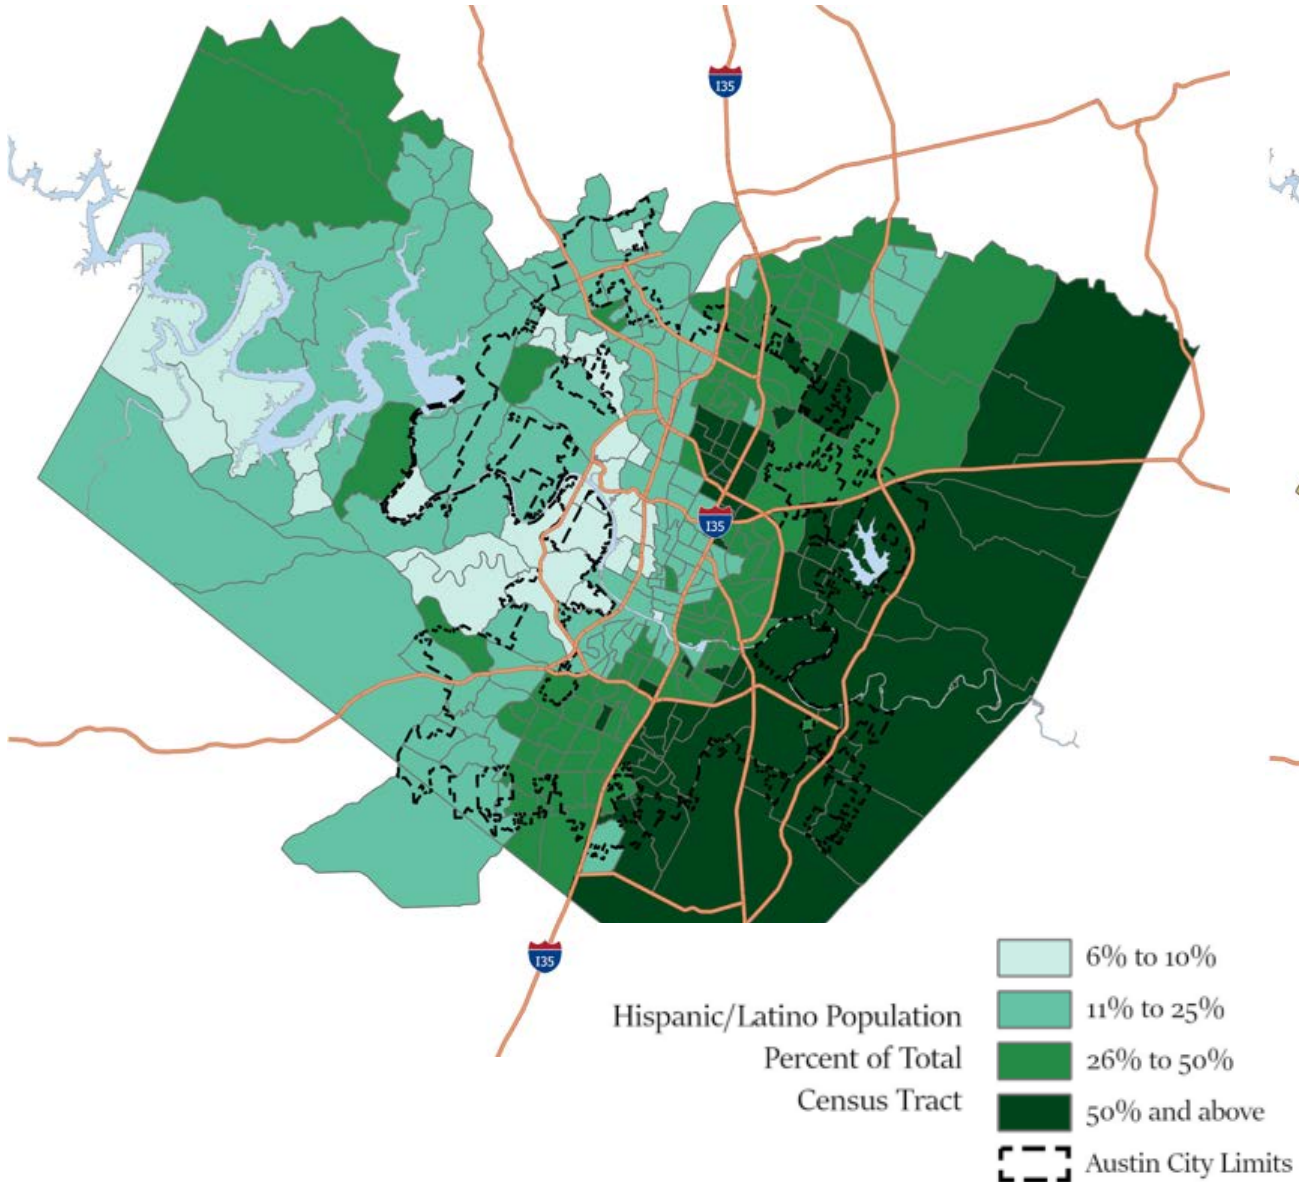 I35
I35
I35
Hispanic/Latino Population
Percent of Total
Census Tract
6% to 10%
11% to 25%
26% to 50%
50% and above
Austin City Limits